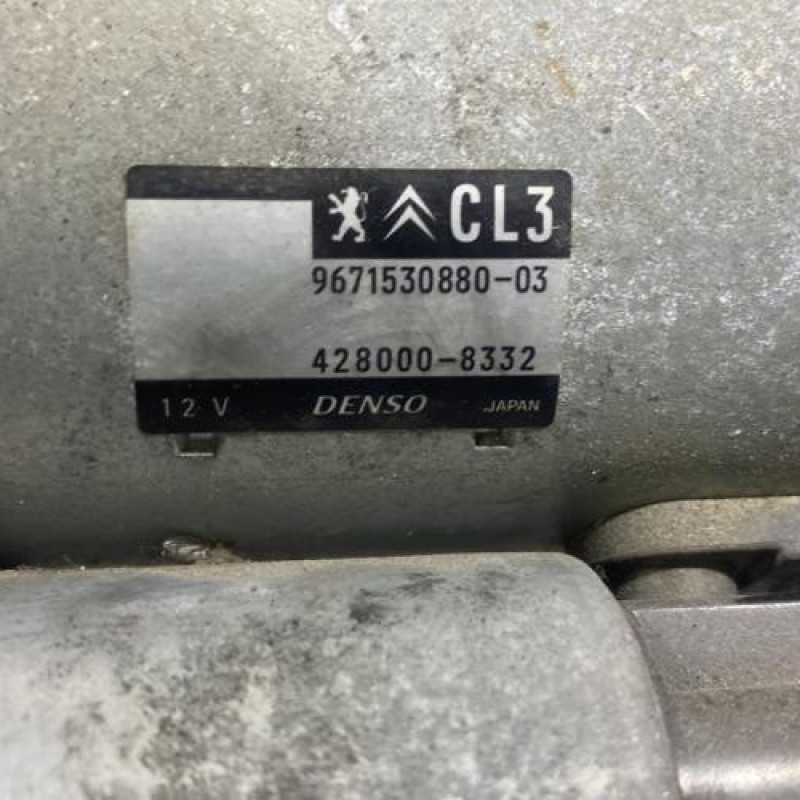 CL3
9671530880-03
428000-8332
12 V DENSO JAPAN